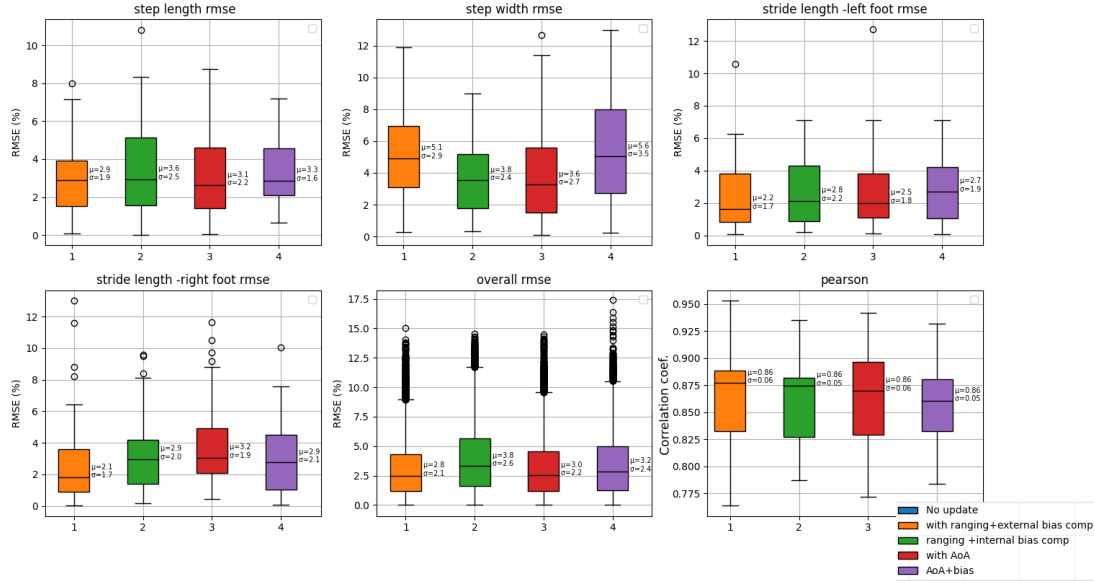 step length rmse
RMSE (%)
10
8
6
4
2
0
μ=2.9
σ=1.9
μ=3.6
σ=2.5
μ=3.1
σ=2.2
μ=3.3
σ=1.6
1 2 3 4
step width rmse
RMSE (%)
12
10
8
6
4
2
0
μ=5.1
σ=2.9
μ=3.8
σ=2.4
μ=3.6
σ=2.7
μ=5.6
σ=3.5
1 2 3 4
stride length -left foot rmse
RMSE (%)
12
10
8
6
4
2
0
μ=2.2
σ=1.7
μ=2.8
σ=2.2
μ=2.5
σ=1.8
μ=2.7
σ=1.9
1 2 3 4
stride length -right foot rmse
RMSE (%)
12
10
8
6
4
2
0
μ=2.1
σ=1.7
μ=2.9
σ=2.0
μ=3.2
σ=1.9
μ=2.9
σ=2.1
1 2 3 4
overall rmse
RMSE (%)
17.5
15.0
12.5
10.0
7.5
5.0
2.5
0.0
μ=2.8
σ=2.1
μ=3.8
σ=2.6
μ=3.0
σ=2.2
μ=3.2
σ=2.4
1 2 3 4
pearson
Correlation coef.
0.950
0.925
0.900
0.875
0.850
0.825
0.800
0.775
μ=0.86
σ=0.06
μ=0.86
σ=0.05
μ=0.86
σ=0.06
μ=0.86
σ=0.05
1 2 3 4
No update
with ranging+external bias comp
ranging +internal bias comp
with AoA
AoA+bias